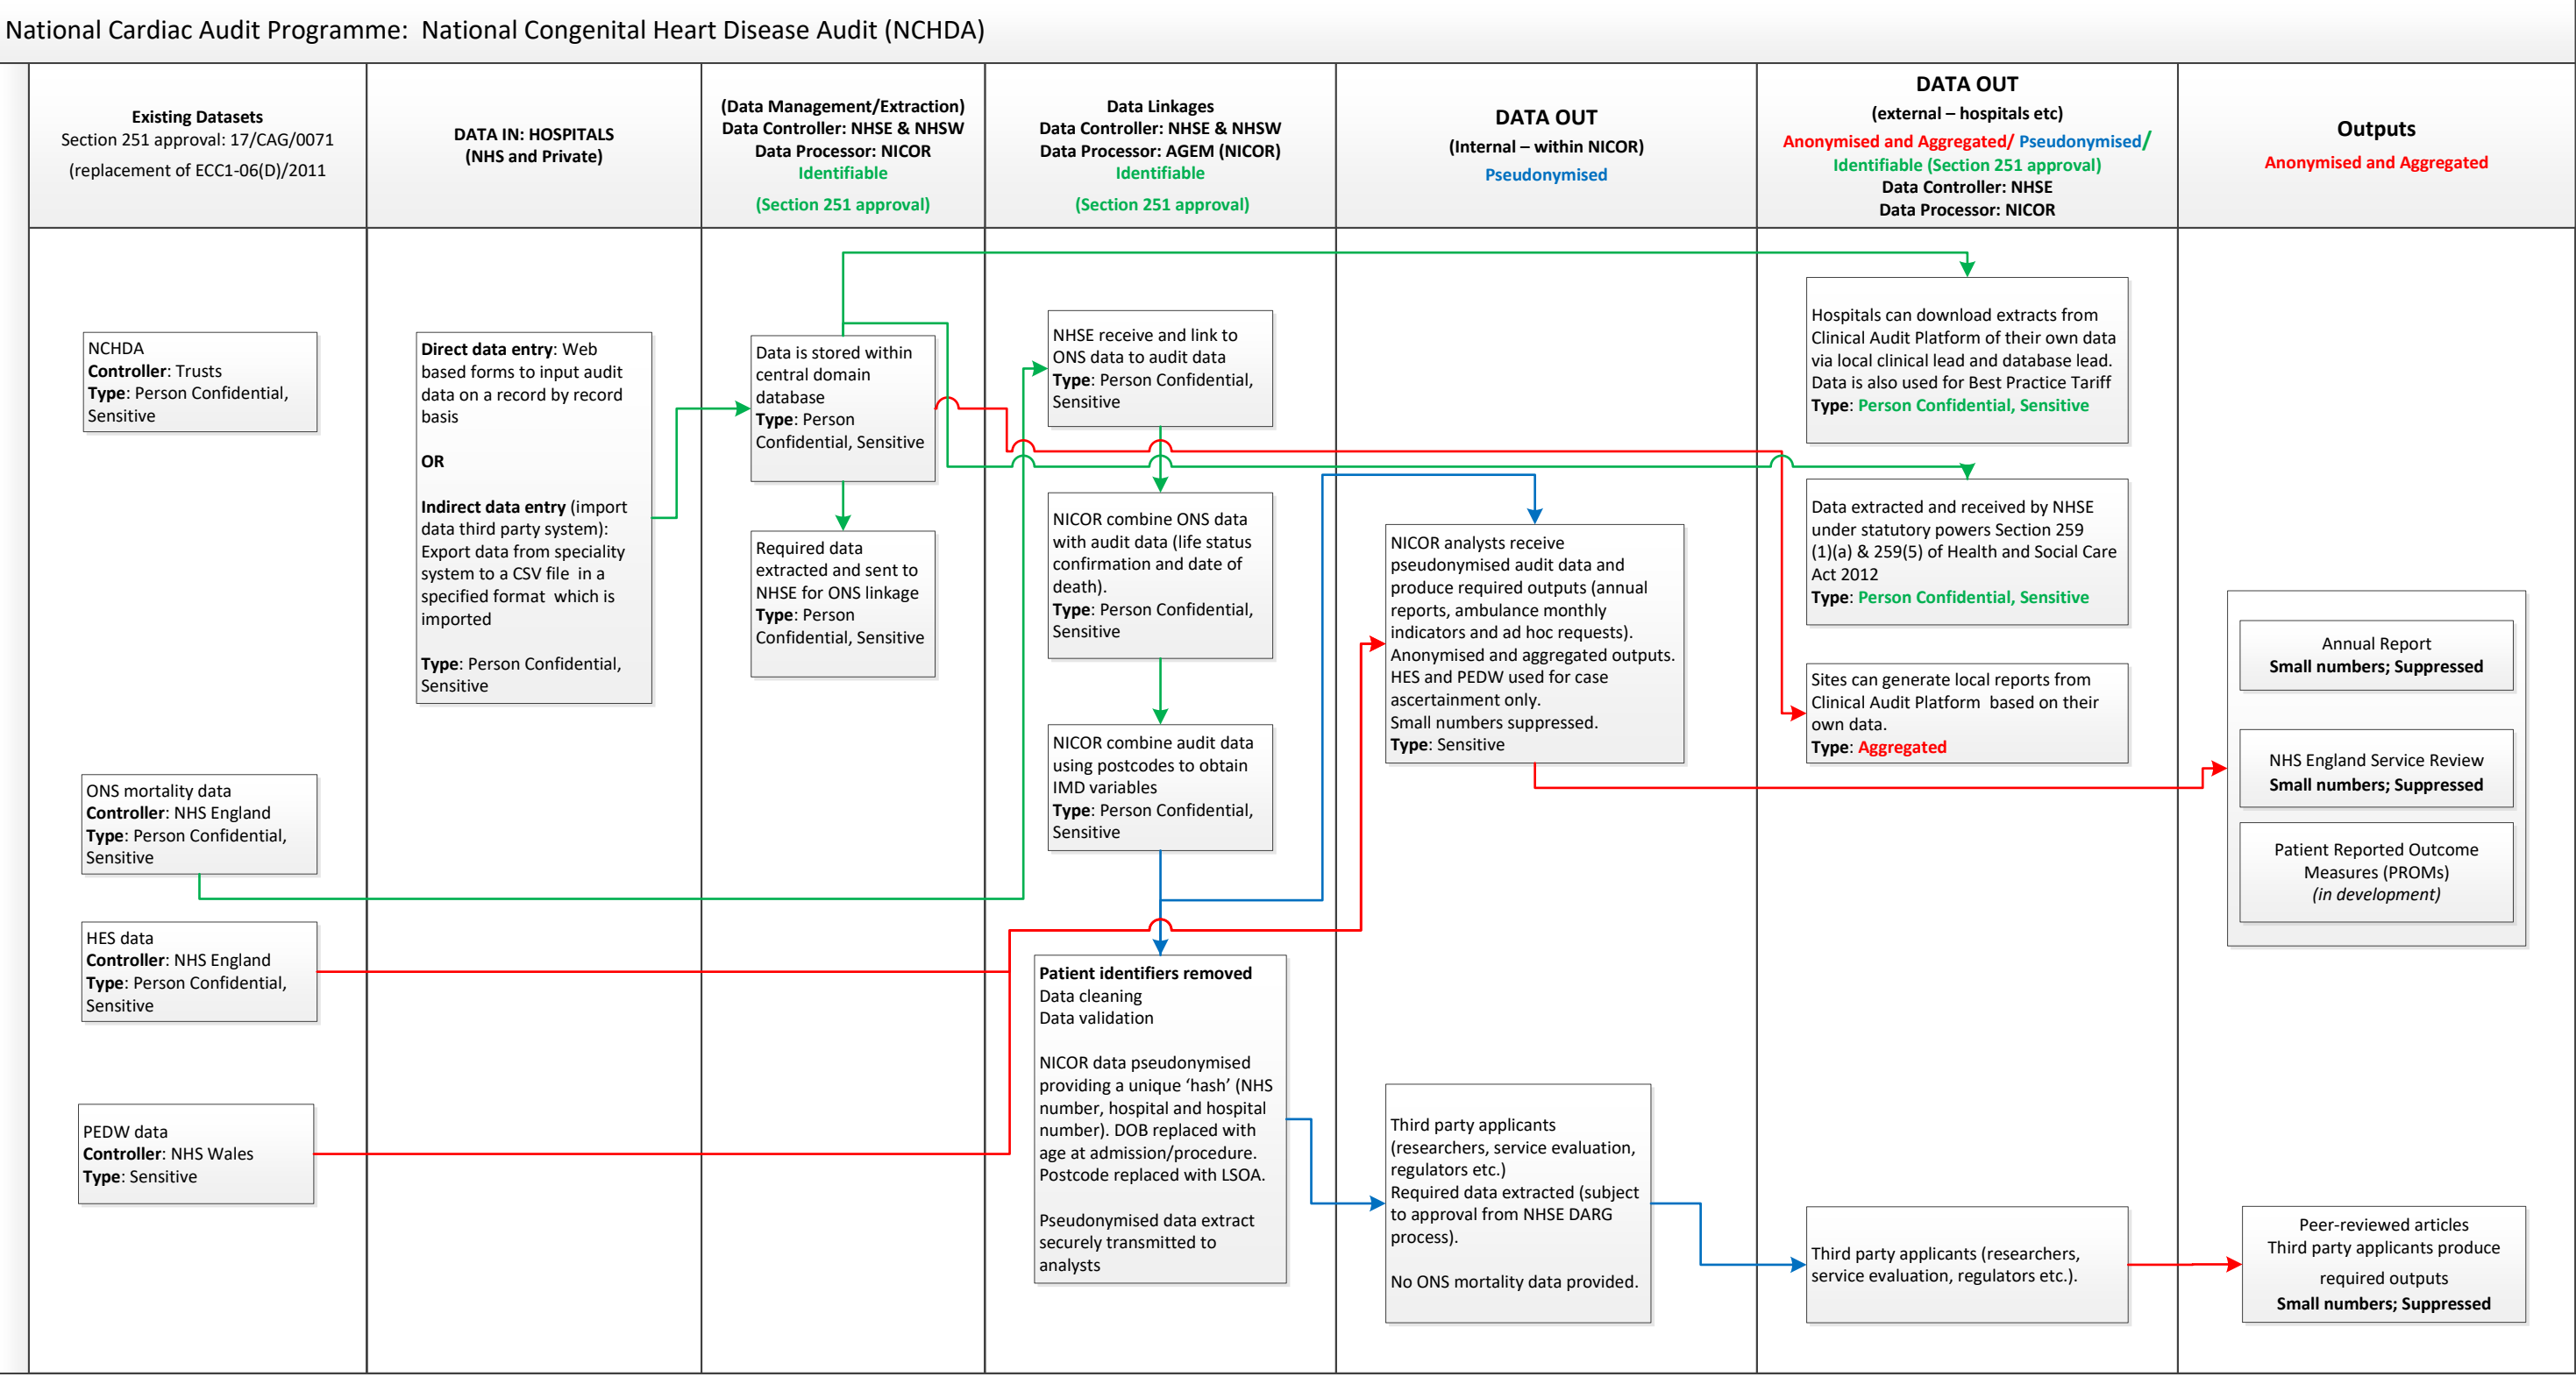 National Cardiac Audit Programme:  National Congenital Heart Disease Audit (NCHDA)
Existing Datasets
Section 251 approval: 17/CAG/0071
(replacement of ECC1-06(D)/2011
DATA IN: HOSPITALS
(NHS and Private)
(Data Management/Extraction)
Data Controller: NHSE & NHSW
Data Processor: NICOR
Identifiable
(Section 251 approval)
Data Linkages
Data Controller: NHSE & NHSW
Data Processor: AGEM (NICOR)
Identifiable
(Section 251 approval)
DATA OUT
(Internal – within NICOR)
Pseudonymised
DATA OUT
(external – hospitals etc)
Anonymised and Aggregated/ Pseudonymised/
Identifiable (Section 251 approval)
Data Controller: NHSE
Data Processor: NICOR
Outputs
Anonymised and Aggregated
NCHDA
Controller: Trusts
Type: Person Confidential,
Sensitive
ONS mortality data
Controller: NHS England
Type: Person Confidential,
Sensitive
HES data
Controller: NHS England
Type: Person Confidential,
Sensitive
PEDW data
Controller: NHS Wales
Type: Sensitive
Direct data entry: Web
based forms to input audit
data on a record by record
basis
OR
Indirect data entry (import
data third party system):
Export data from speciality
system to a CSV file  in a
specified format  which is
imported
Type: Person Confidential,
Sensitive
Data is stored within
central domain
database
Type: Person
Confidential, Sensitive
Required data
extracted and sent to
NHSE for ONS linkage
Type: Person
Confidential, Sensitive
NHSE receive and link to
ONS data to audit data
Type: Person Confidential,
Sensitive
NICOR combine ONS data
with audit data (life status
confirmation and date of
death).
Type: Person Confidential,
Sensitive
NICOR combine audit data
using postcodes to obtain
IMD variables
Type: Person Confidential,
Sensitive
Patient identifiers removed
Data cleaning
Data validation
NICOR data pseudonymised
providing a unique ‘hash’ (NHS
number, hospital and hospital
number). DOB replaced with
age at admission/procedure.
Postcode replaced with LSOA.
Pseudonymised data extract
securely transmitted to
analysts
NICOR analysts receive
pseudonymised audit data and
produce required outputs (annual
reports, ambulance monthly
indicators and ad hoc requests).
Anonymised and aggregated outputs.
HES and PEDW used for case
ascertainment only.
Small numbers suppressed.
Type: Sensitive
Third party applicants
(researchers, service evaluation,
regulators etc.)
Required data extracted (subject
to approval from NHSE DARG
process).
No ONS mortality data provided.
Hospitals can download extracts from
Clinical Audit Platform of their own data
via local clinical lead and database lead.
Data is also used for Best Practice Tariff
Type: Person Confidential, Sensitive
Data extracted and received by NHSE
under statutory powers Section 259
(1)(a) & 259(5) of Health and Social Care
Act 2012
Type: Person Confidential, Sensitive
Sites can generate local reports from
Clinical Audit Platform  based on their
own data.
Type: Aggregated
Third party applicants (researchers,
service evaluation, regulators etc.).
Annual Report
Small numbers; Suppressed
NHS England Service Review
Small numbers; Suppressed
Patient Reported Outcome
Measures (PROMs)
(in development)
Peer-reviewed articles
Third party applicants produce
required outputs
Small numbers; Suppressed